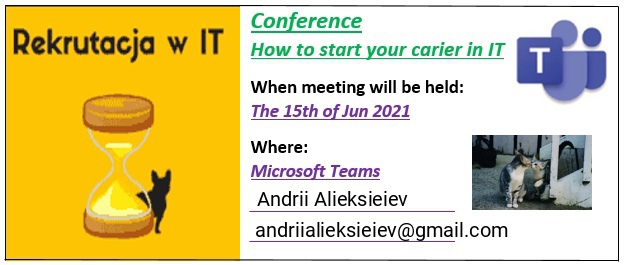 Rekrutacja w IT
Conference
How to start your carier in IT
T
When meeting will be held:
The 15th of Jun 2021
Where:
Microsoft Teams
Andrii Alieksieiev
andriialieksieiev@gmail.com